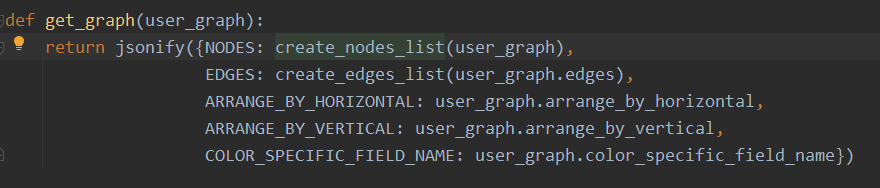 def get_graph(user_graph):
    return jsonify({NODES: create_nodes_list(user_graph),
                    EDGES: create_edges_list(user_graph.edges),
                    ARRANGE_BY_HORIZONTAL: user_graph.arrange_by_horizontal,
                    ARRANGE_BY_VERTICAL: user_graph.arrange_by_vertical,
                    COLOR_SPECIFIC_FIELD_NAME: user_graph.color_specific_field_name})